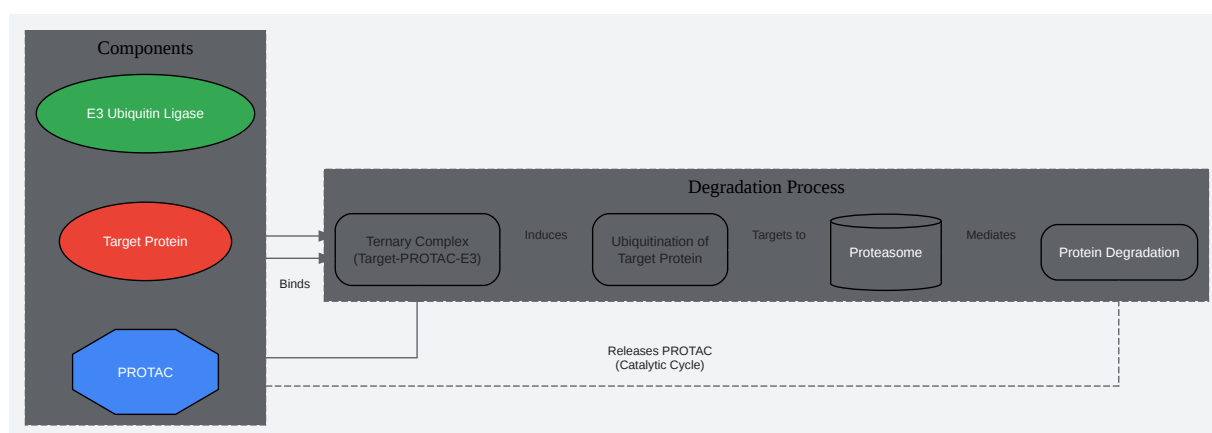 Components
E3 Ubiquitin Ligase
Target Protein
PROTAC
Binds
Degradation Process
Ternary Complex
(Target-PROTAC-E3)
Induces
Ubiquitination of
Target Protein
Targets to
Proteasome
Mediates
Protein Degradation
Releases PROTAC
(Catalytic Cycle)